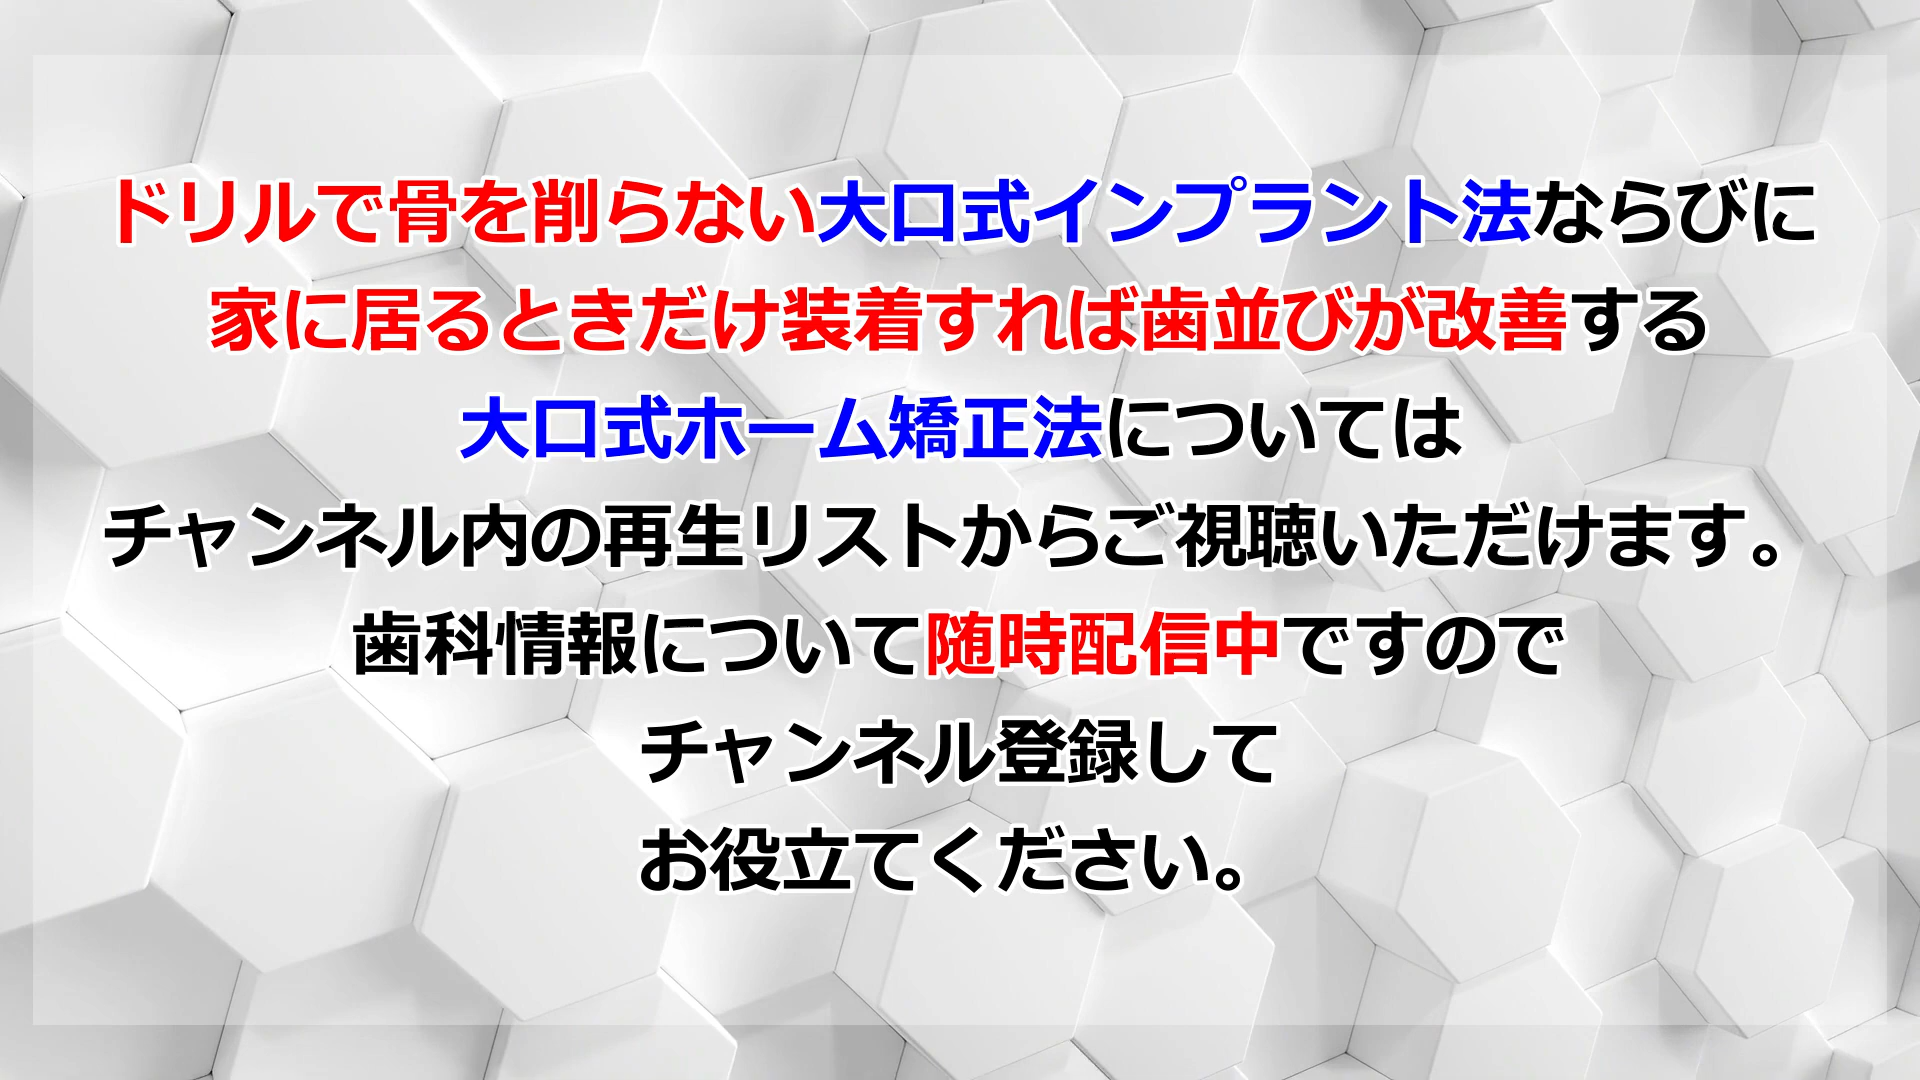 ドリルで骨を削らない大口式インプラント法ならびに
家に居るときだけ装着すれば歯並びが改善する
大口式ホーム矯正法については
チャンネル内の再生リストからご視聴いただけます。
歯科情報について随時配信中ですので
チャンネル登録して
お役立てください。